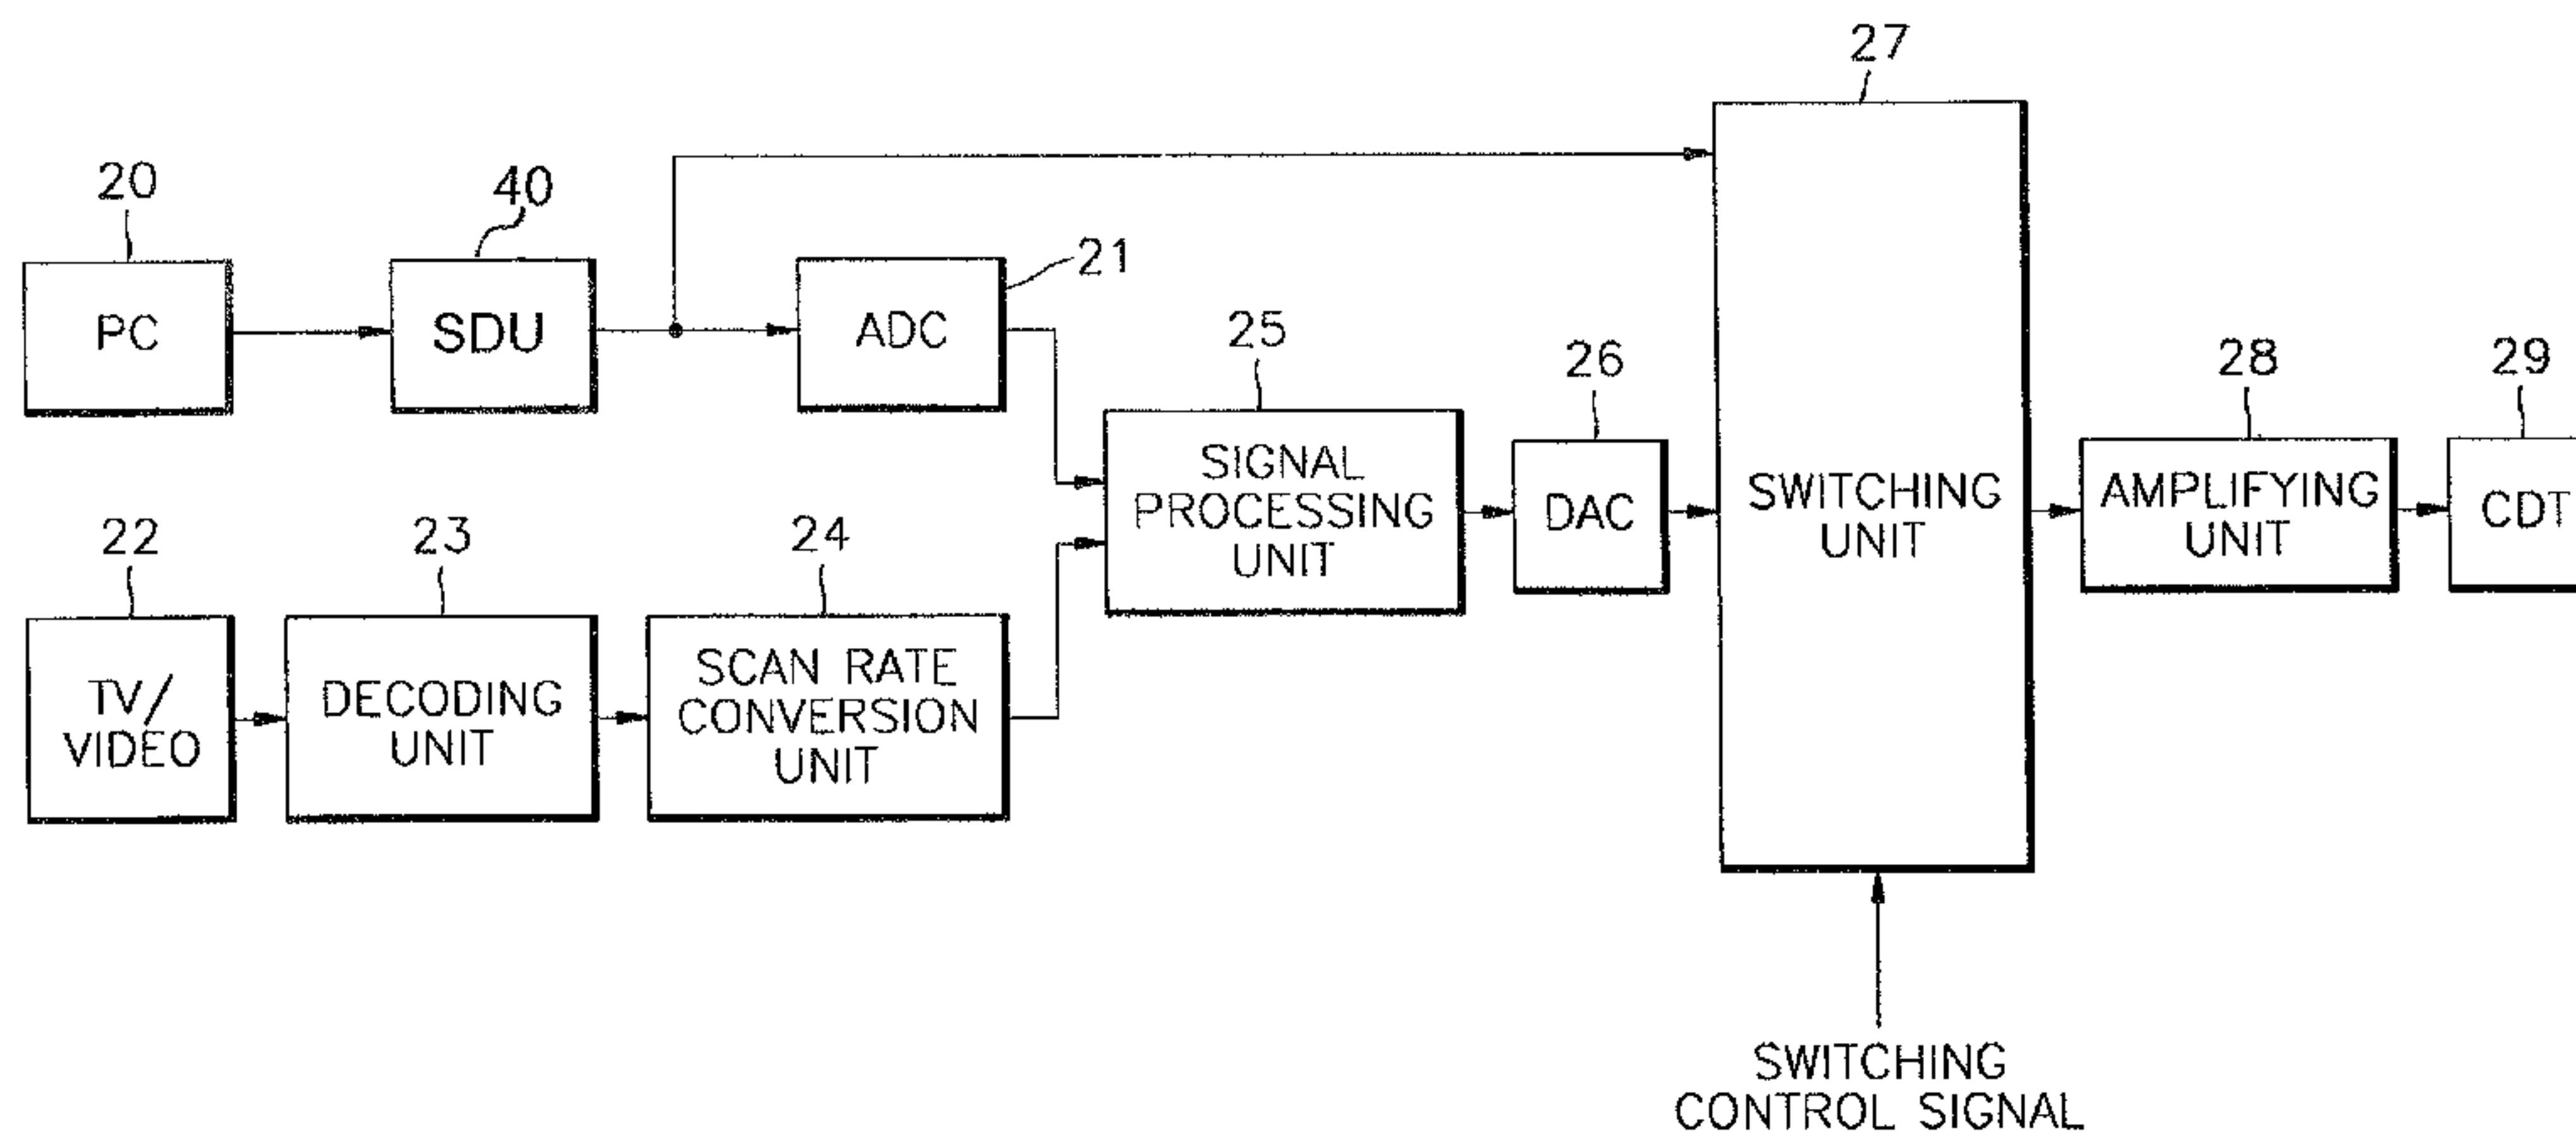 27
20
40
21
PC
SDU
ADC
25
26
28
29
SIGNAL
PROCESSING
UNIT
DAC
SWITCHING
UNIT
AMPLIFYING
UNIT
CDT
22
23
24
TV/
VIDEO
DECODING
UNIT
SCAN RATE
CONVERSION
UNIT
SWITCHING
CONTROL SIGNAL